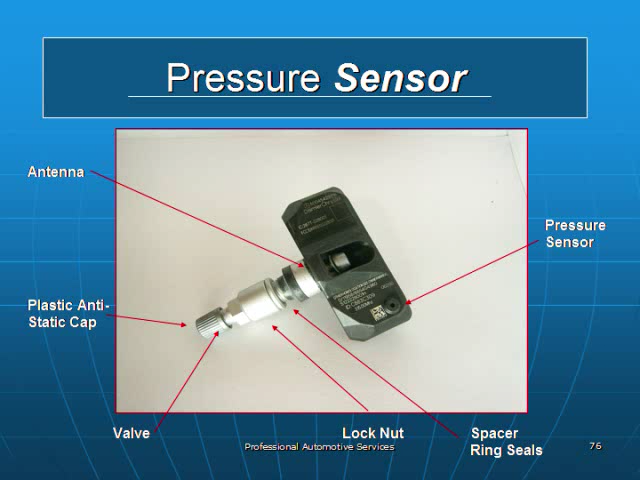 Pressure Sensor
Antenna
Pressure
Sensor
Plastic Anti-
Static Cap
Valve
Lock Nut
Spacer
Ring Seals
Professional Automotive Services
76